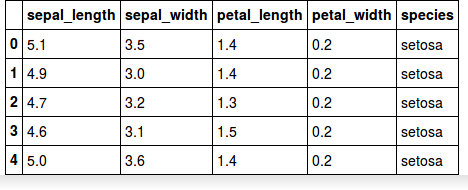 sepal_length sepal_width petal_length petal_width species
0 5.1 3.5 1.4 0.2 setosa
1 4.9 3.0 1.4 0.2 setosa
2 4.7 3.2 1.3 0.2 setosa
3 4.6 3.1 1.5 0.2 setosa
4 5.0 3.6 1.4 0.2 setosa